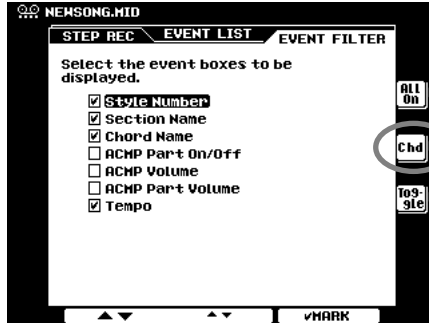 NEWSONG.MID
STEP REC EVENT LIST EVENT FILTER
Select the event boxes to be
displayed.
Style Number
Section Name
Chord Name
ACMP Part On/Off
ACMP Volume
ACMP Part Volume
Tempo
All
On
Chd
Tog-
gle
MARK